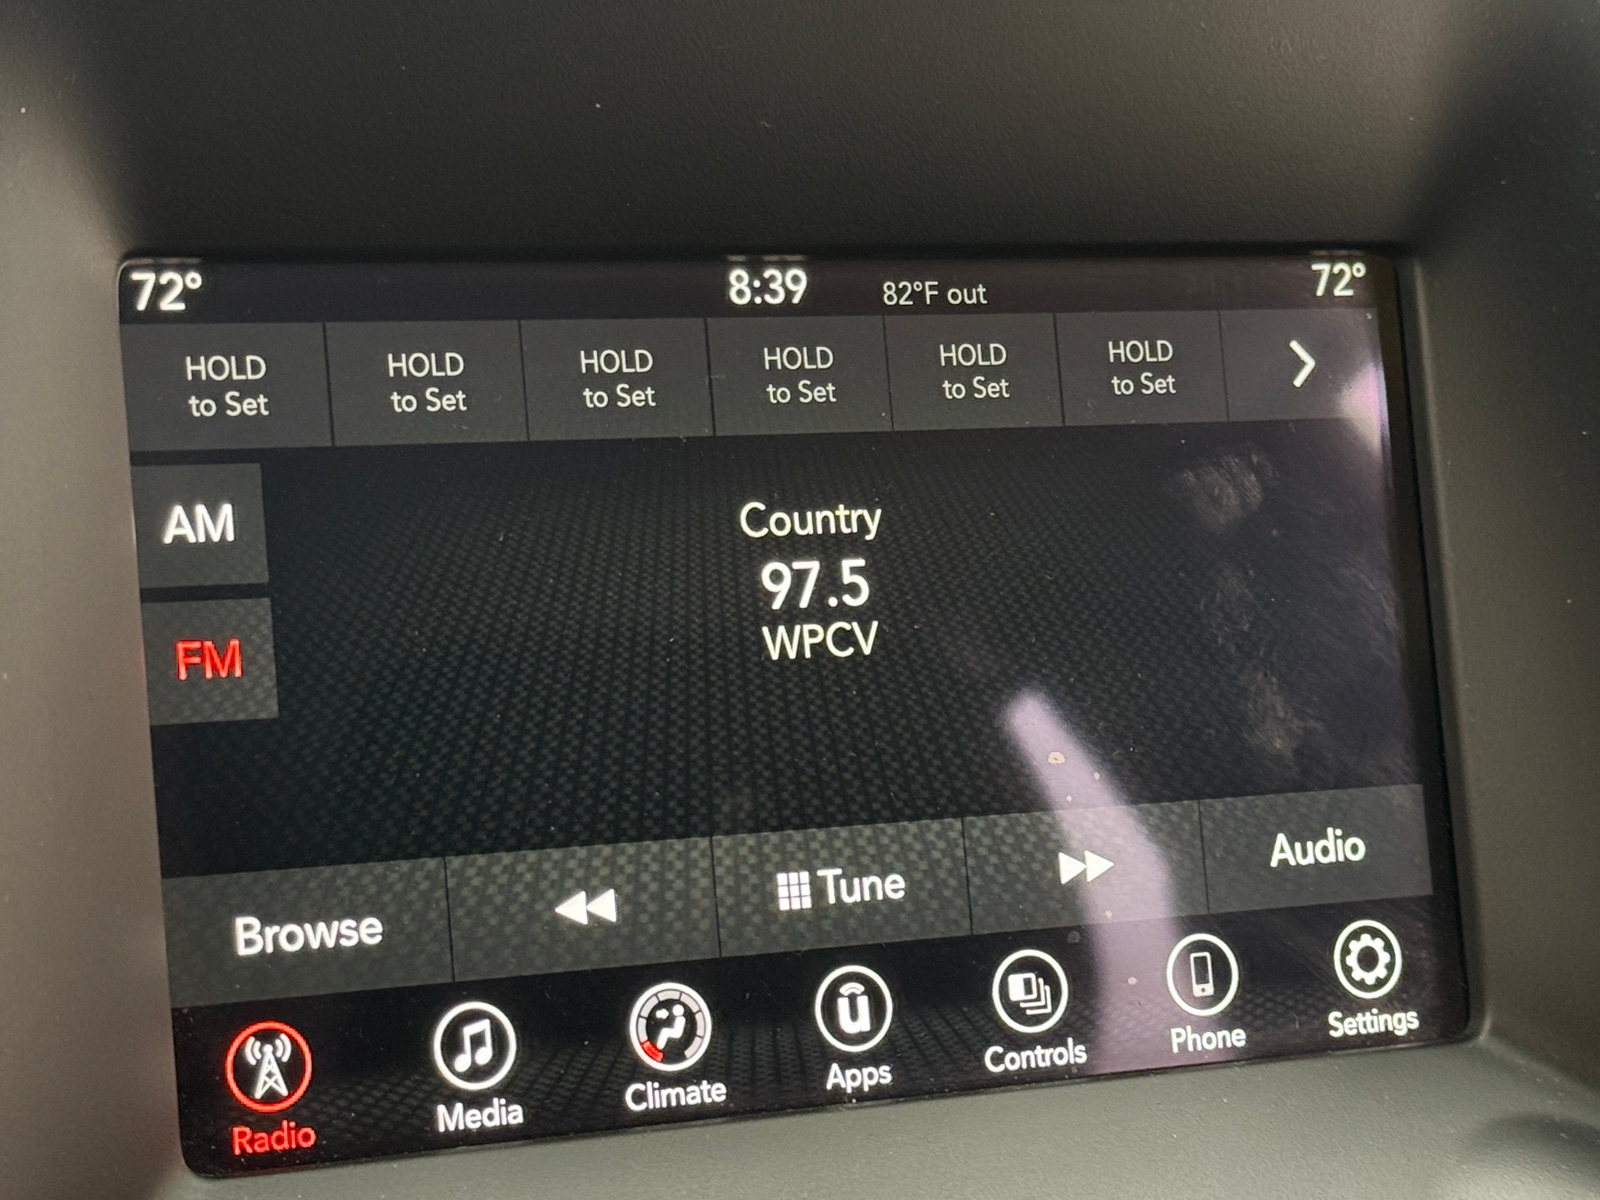 72° 8:39 82°F out 72°
HOLD to Set
HOLD to Set
HOLD to Set
HOLD to Set
HOLD to Set
HOLD to Set
AM
FM
Country
97.5
WPCV
Browse
Tune
Audio
Radio
Media
Climate
Apps
Controls
Phone
Settings